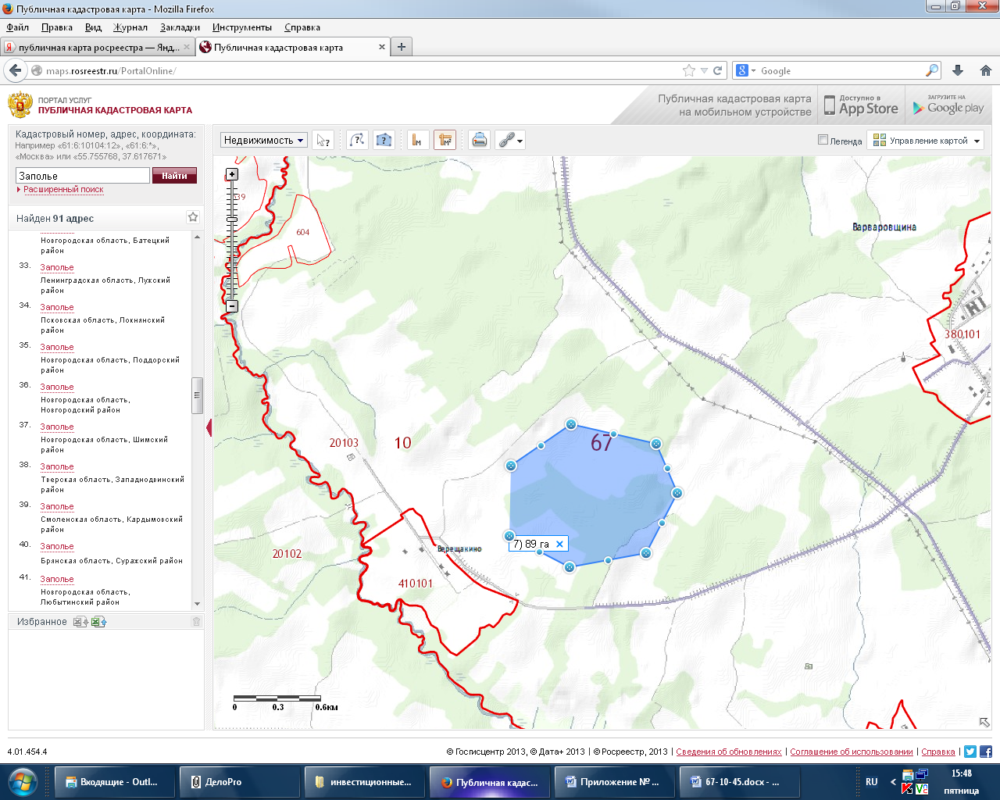 Публичная кадастровая карта - Mozilla Firefox
Файл Правка Вид Журнал Закладки Инструменты Справка
публичная карта росреестра — Янд...
Публичная кадастровая карта
maps.rosreestr.ru/PortalOnline/
Google
ПОРТАЛ УСЛУГ
ПУБЛИЧНАЯ КАДАСТРОВАЯ КАРТА
Публичная кадастровая карта
на мобильном устройстве
Доступно в
App Store
ЗАГРУЗИТЕ НА
Google play
Кадастровый номер, адрес, координата:
Например «61:6:10104:12», «61:6:*»,
«Москва» или «55.755768, 37.617671»
Заполье
Найти
Расширенный поиск
Найден 91 адрес
Новгородская область, Батецкий
район
33. Заполье
Ленинградская область, Лужский
район
34. Заполье
Псковская область, Локнянский
район
35. Заполье
Новгородская область, Поддорский
район
36. Заполье
Новгородская область,
Новгородский район
37. Заполье
Новгородская область, Шимский
район
38. Заполье
Тверская область, Западнодвинский
район
39. Заполье
Смоленская область, Кардымовский
район
40. Заполье
Брянская область, Суражский район
41. Заполье
Новгородская область,
Любытинский район
Избранное
Недвижимость
Легенда
Управление картой
39
604
Варваровщина
380101
20103
10
67
7) 89 га
20102
Верещакино
410101
0 0.3 0.6км
4.01.454.4
© Госгисцентр 2013, © Дата+ 2013 | © Росреестр, 2013 | Сведения об обновлениях | Соглашение об использовании | Справка |
Входящие - Outl...
ДелоPro
инвестиционные...
Публичная кадас...
Приложение № ...
67-10-45.docx - ...
RU
15:48
пятница